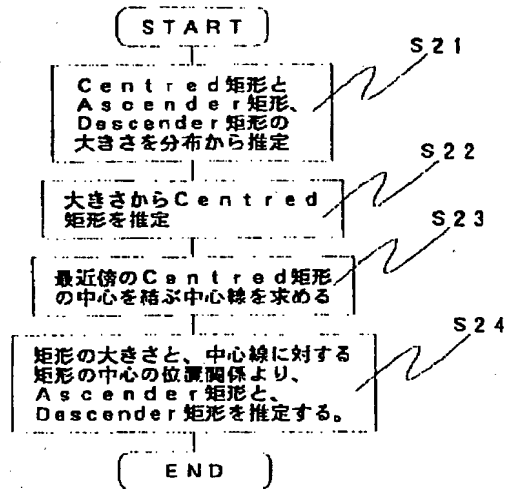 START
S21
Centred矩形と
Ascender矩形、
Descender矩形の
大きさを分布から推定
S22
大きさからCentred
矩形を推定
S23
最近傍のCentred矩形
の中心を結ぶ中心線を求める
S24
矩形の大きさと、中心線に対する
矩形の中心の位置関係より、
Ascender矩形と、
Descender矩形を推定する。
END